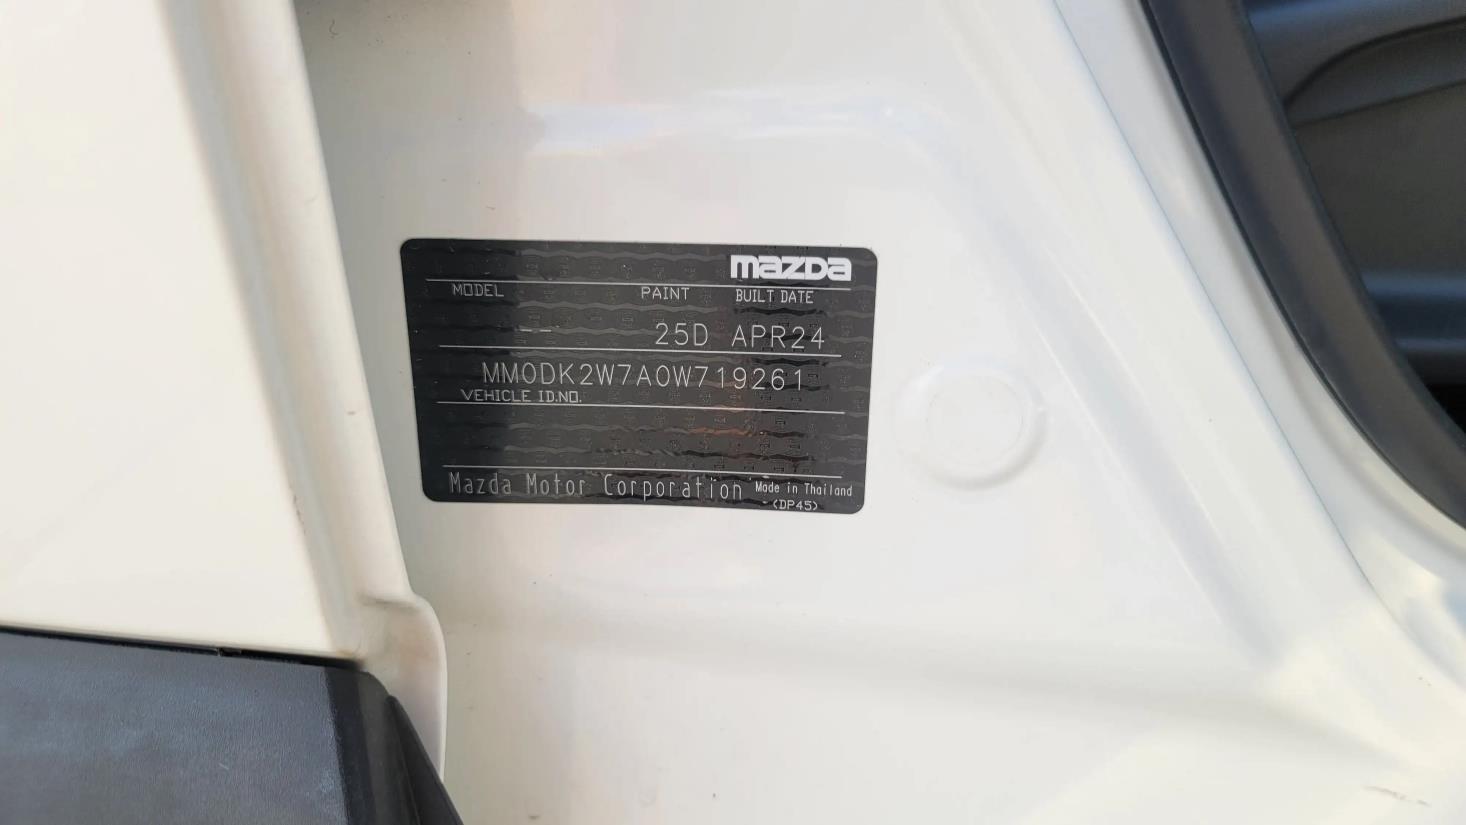 mazda
MODEL PAINT BUILT DATE
-- 25D APR24
MM0DK2W7A0W719261
VEHICLE ID.NO.
Mazda Motor Corporation Made in Thailand
(DP45)